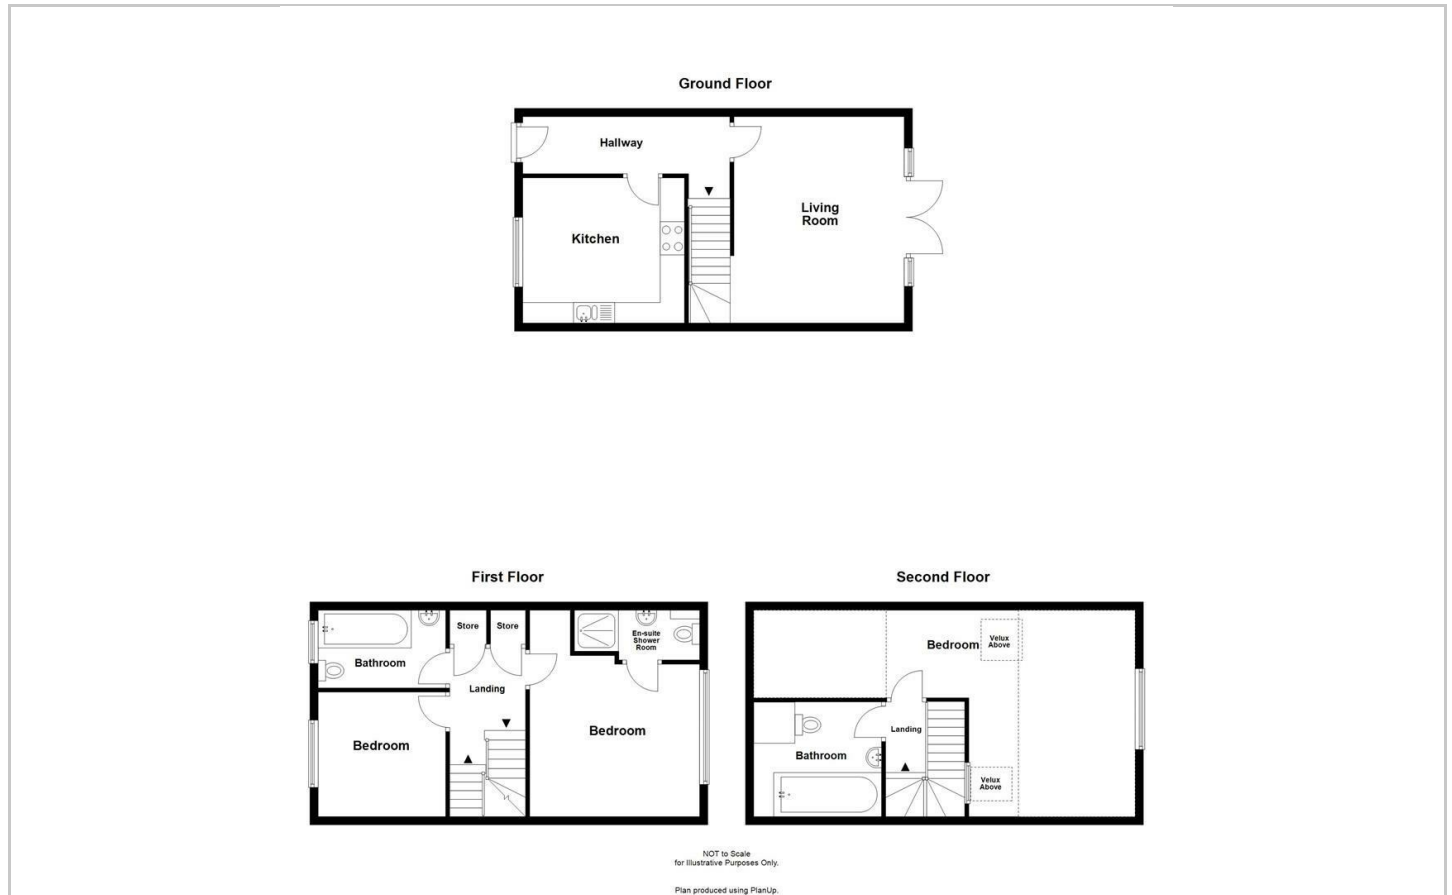 Ground Floor
Hallway
Living
Room
Kitchen
First Floor
Store
Store
En-suite
Shower
Room
Bathroom
Landing
Bedroom
Bedroom
Second Floor
Bedroom
Velux
Above
Landing
Bathroom
Velux
Above
NOT to Scale
for Illustrative Purposes Only.
Plan produced using PlanUp.